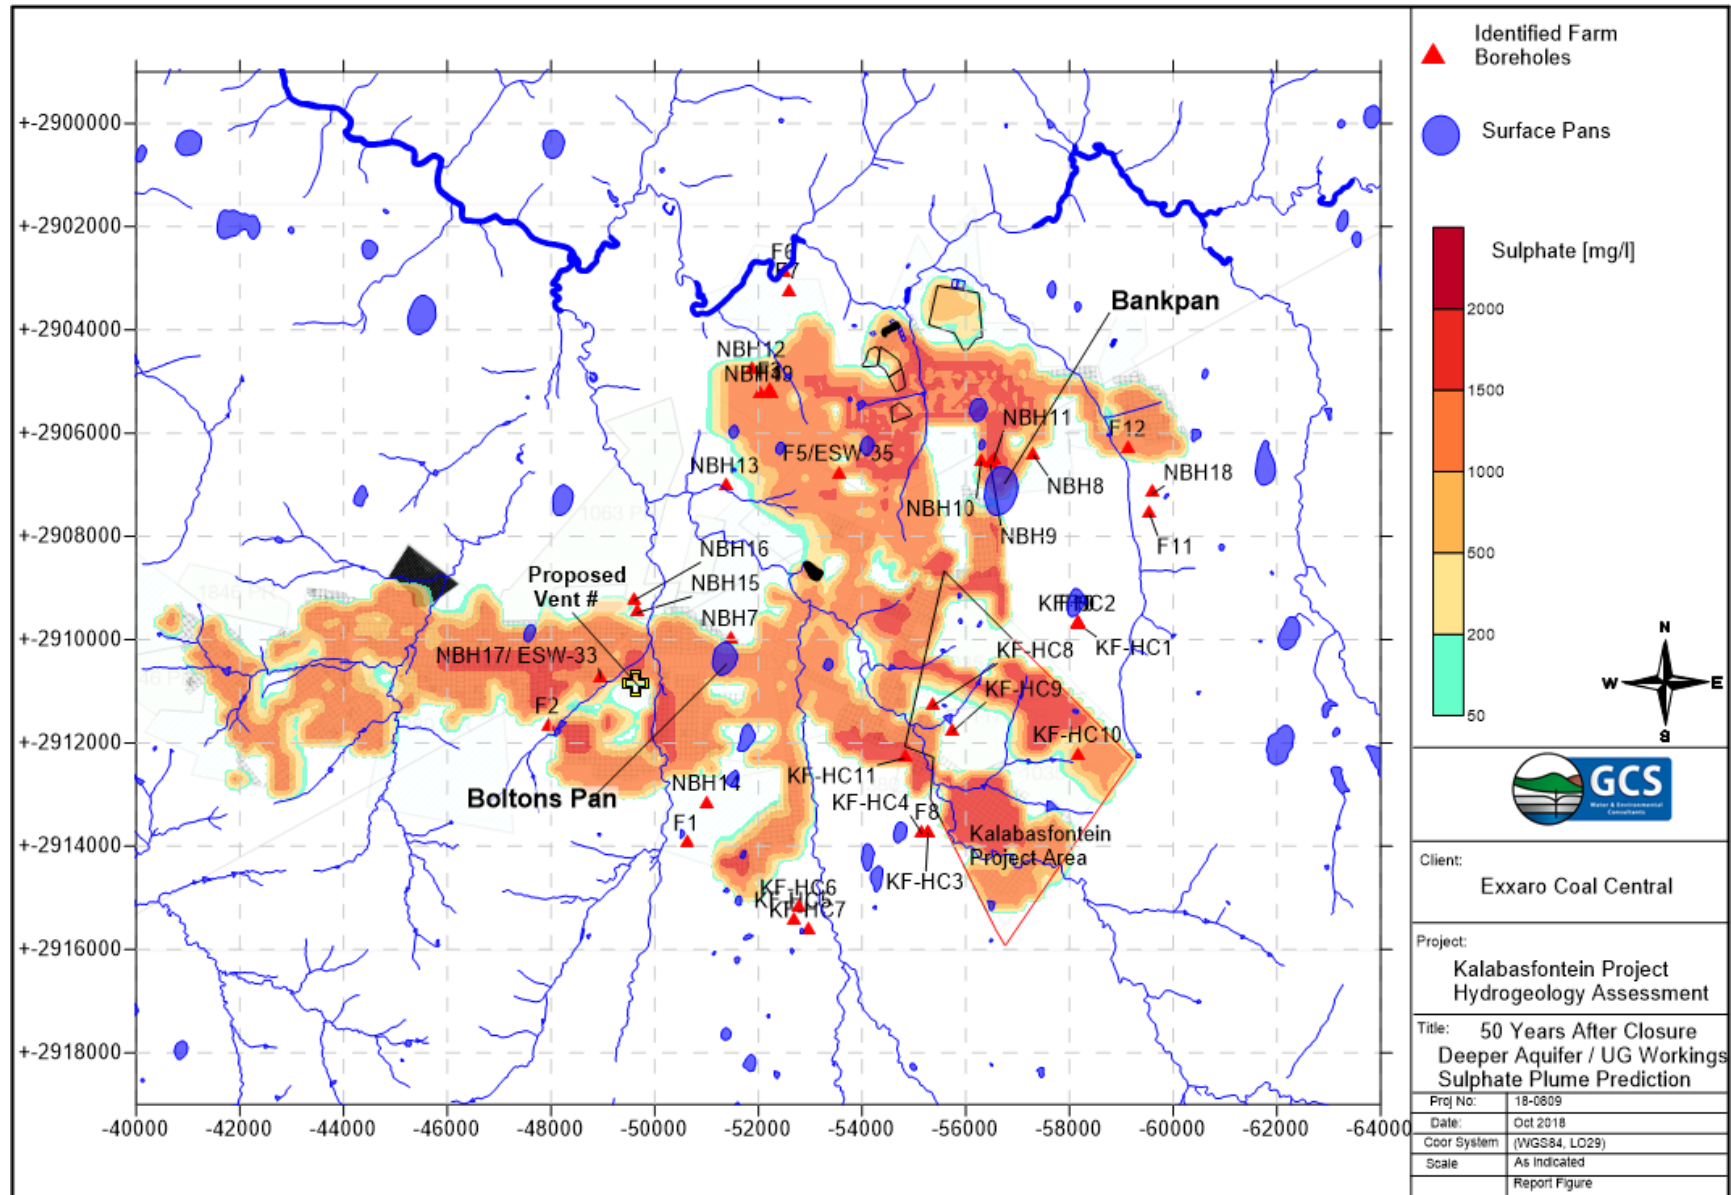 Identified Farm
Boreholes
Surface Pans
Sulphate [mg/l]
2000
1500
1000
500
200
50
N
W
E
S
GCS
Water & Environmental
Consultants
Client:
Exxaro Coal Central
Project:
Kalabasfontein Project
Hydrogeology Assessment
Title: 50 Years After Closure
Deeper Aquifer / UG Workings
Sulphate Plume Prediction
Proj No: 18-0809
Date: Oct 2018
Coor System (WGS84, LO29)
Scale As Indicated
Report Figure
+-2900000
+-2902000
+-2904000
+-2906000
+-2908000
+-2910000
+-2912000
+-2914000
+-2916000
+-2918000
-40000
-42000
-44000
-46000
-48000
-50000
-52000
-54000
-56000
-58000
-60000
-62000
-64000
F6
F7
Bankpan
NBH12
NBH11
F12
F5/ESW-35
NBH13
NBH18
NBH8
NBH10
NBH9
F11
NBH16
Proposed
Vent #
NBH15
NBH7
KF-HC1
KF-HC8
NBH17/ ESW-33
KF-HC9
F2
KF-HC10
KF-HC11
NBH14
Boltons Pan
KF-HC4
F8
F1
Kalabasfontein
Project Area
KF-HC3
KF-HC6
KF-HC7